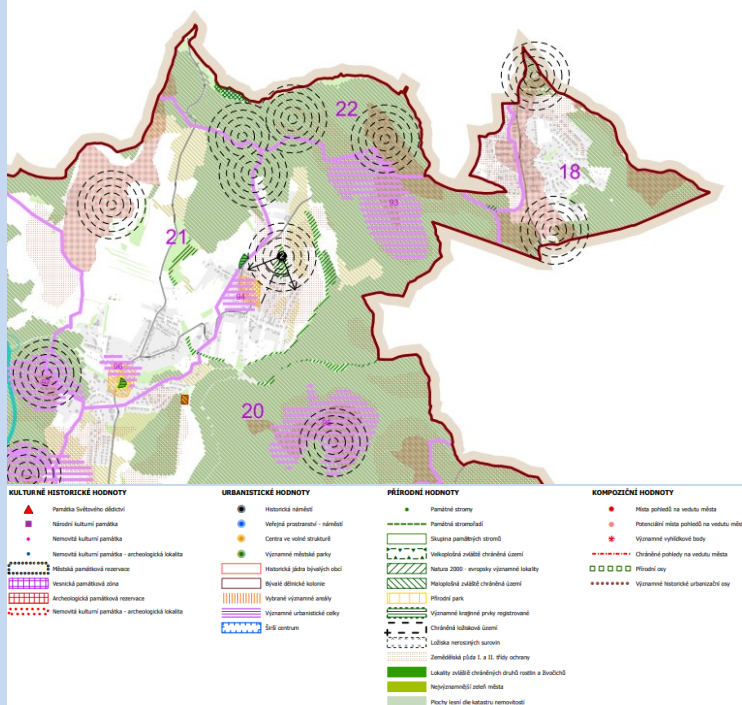 22
18
93
21
2
94
96
20
KULTURNĚ HISTORICKÉ HODNOTY
Památka Světového dědictví
Národní kulturní památka
Nemovitá kulturní památka
Nemovitá kulturní památka - archeologická lokalita
Městská památková rezervace
Vesnická památková zóna
Archeologická památková rezervace
Nemovitá kulturní památka - archeologická lokalita
URBANISTICKÉ HODNOTY
Historická náměstí
Veřejná prostranství - náměstí
Centra ve volné struktuře
Významné městské parky
Historická jádra bývalých obcí
Bývalé dělnické kolonie
Vybrané významné areály
Významné urbanistické celky
Širší centrum
PŘÍRODNÍ HODNOTY
Památné stromy
Památná stromořadí
Skupina památných stromů
Velkoplošná zvláště chráněná území
Natura 2000 - evropsky významné lokality
Maloplošná zvláště chráněná území
Přírodní park
Významné krajinné prvky registrované
Chráněná ložisková území
Ložiska nerostných surovin
Zemědělská půda I. a II. třídy ochrany
Lokality zvláště chráněných druhů rostlin a živočichů
Nejvýznamnější zeleň města
Plochy lesní dle katastru nemovitostí
KOMPOZIČNÍ HODNOTY
Místa pohledů na vedutu města
Potenciální místa pohledů na vedutu měst
Významné vyhlídkové body
Chráněné pohledy na vedutu města
Přírodní osy
Významné historické urbanizační osy